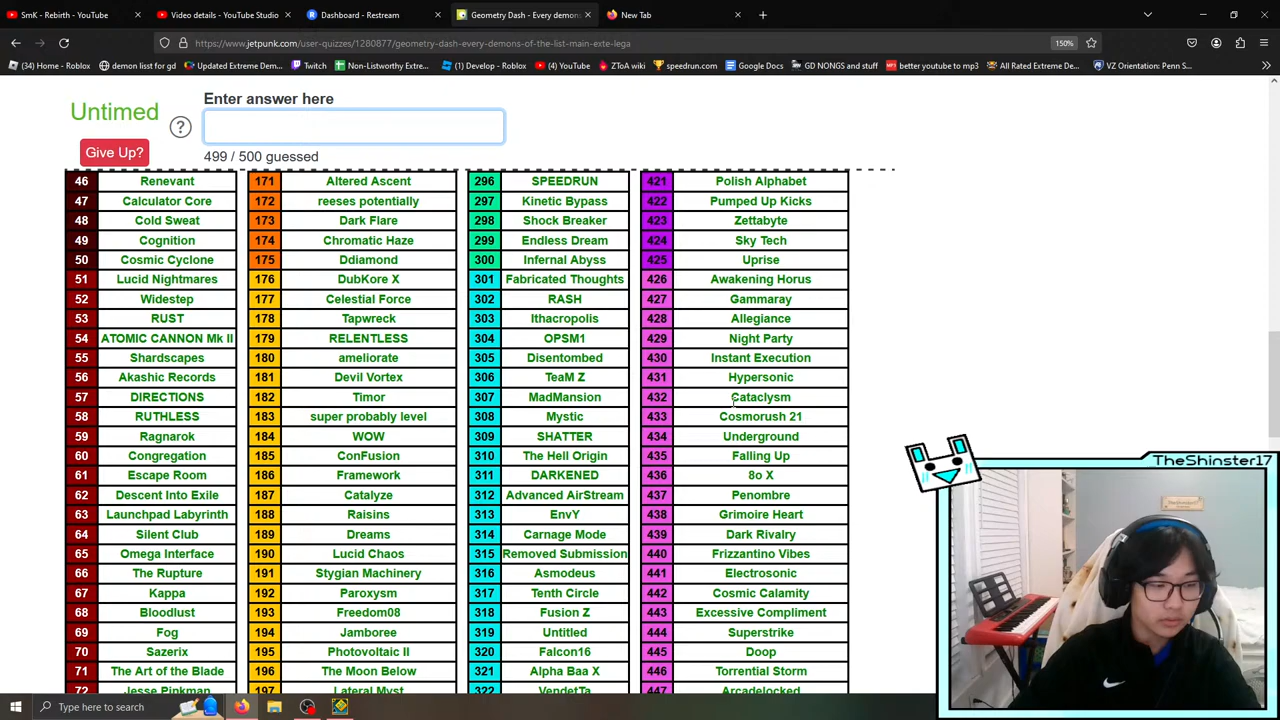 SmK - Rebirth - YouTube
Video details - YouTube Studio
Dashboard - Restream
Geometry Dash - Every demons
New Tab
https://www.jetpunk.com/user-quizzes/1280877/geometry-dash-every-demons-of-the-list-main-exte-lega
150%
(34) Home - Roblox
demon lisst for gd
Updated Extreme Dem...
Twitch
Non-Listworthy Extre...
(1) Develop - Roblox
(4) YouTube
ZToA wiki
speedrun.com
Google Docs
GD NONGS and stuff
better youtube to mp3
All Rated Extreme De...
VZ Orientation: Penn S...
Untimed
Give Up?
?
Enter answer here
499 / 500 guessed
46 Renevant 171 Altered Ascent 296 SPEEDRUN 421 Polish Alphabet
47 Calculator Core 172 reeses potentially 297 Kinetic Bypass 422 Pumped Up Kicks
48 Cold Sweat 173 Dark Flare 298 Shock Breaker 423 Zettabyte
49 Cognition 174 Chromatic Haze 299 Endless Dream 424 Sky Tech
50 Cosmic Cyclone 175 Ddiamond 300 Infernal Abyss 425 Uprise
51 Lucid Nightmares 176 DubKore X 301 Fabricated Thoughts 426 Awakening Horus
52 Widestep 177 Celestial Force 302 RASH 427 Gammaray
53 RUST 178 Tapwreck 303 Ithacropolis 428 Allegiance
54 ATOMIC CANNON Mk II 179 RELENTLESS 304 OPSM1 429 Night Party
55 Shardscapes 180 ameliorate 305 Disentombed 430 Instant Execution
56 Akashic Records 181 Devil Vortex 306 TeaM Z 431 Hypersonic
57 DIRECTIONS 182 Timor 307 MadMansion 432 Cataclysm
58 RUTHLESS 183 super probably level 308 Mystic 433 Cosmorush 21
59 Ragnarok 184 WOW 309 SHATTER 434 Underground
60 Congregation 185 ConFusion 310 The Hell Origin 435 Falling Up
61 Escape Room 186 Framework 311 DARKENED 436 8o X
62 Descent Into Exile 187 Catalyze 312 Advanced AirStream 437 Penombre
63 Launchpad Labyrinth 188 Raisins 313 EnvY 438 Grimoire Heart
64 Silent Club 189 Dreams 314 Carnage Mode 439 Dark Rivalry
65 Omega Interface 190 Lucid Chaos 315 Removed Submission 440 Frizzantino Vibes
66 The Rupture 191 Stygian Machinery 316 Asmodeus 441 Electrosonic
67 Kappa 192 Paroxysm 317 Tenth Circle 442 Cosmic Calamity
68 Bloodlust 193 Freedom08 318 Fusion Z 443 Excessive Compliment
69 Fog 194 Jamboree 319 Untitled 444 Superstrike
70 Sazerix 195 Photovoltaic II 320 Falcon16 445 Doop
71 The Art of the Blade 196 The Moon Below 321 Alpha Baa X 446 Torrential Storm
72 Jesse Pinkman 197 Lateral Myst 322 VendetTa 447 Arcadelocked
TheShinster17
Type here to search